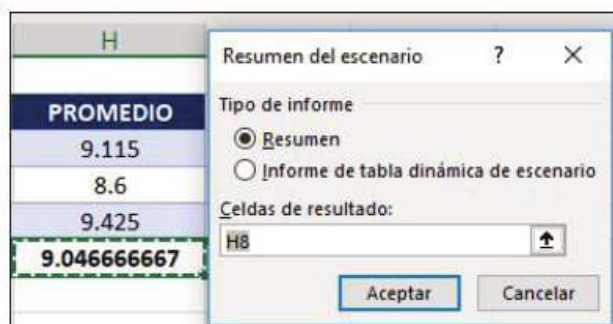 H
PROMEDIO
9.115
8.6
9.425
9.046666667
Resumen del escenario ? ×
Tipo de informe
Resumen
Informe de tabla dinámica de escenario
Celdas de resultado:
H8
Aceptar Cancelar